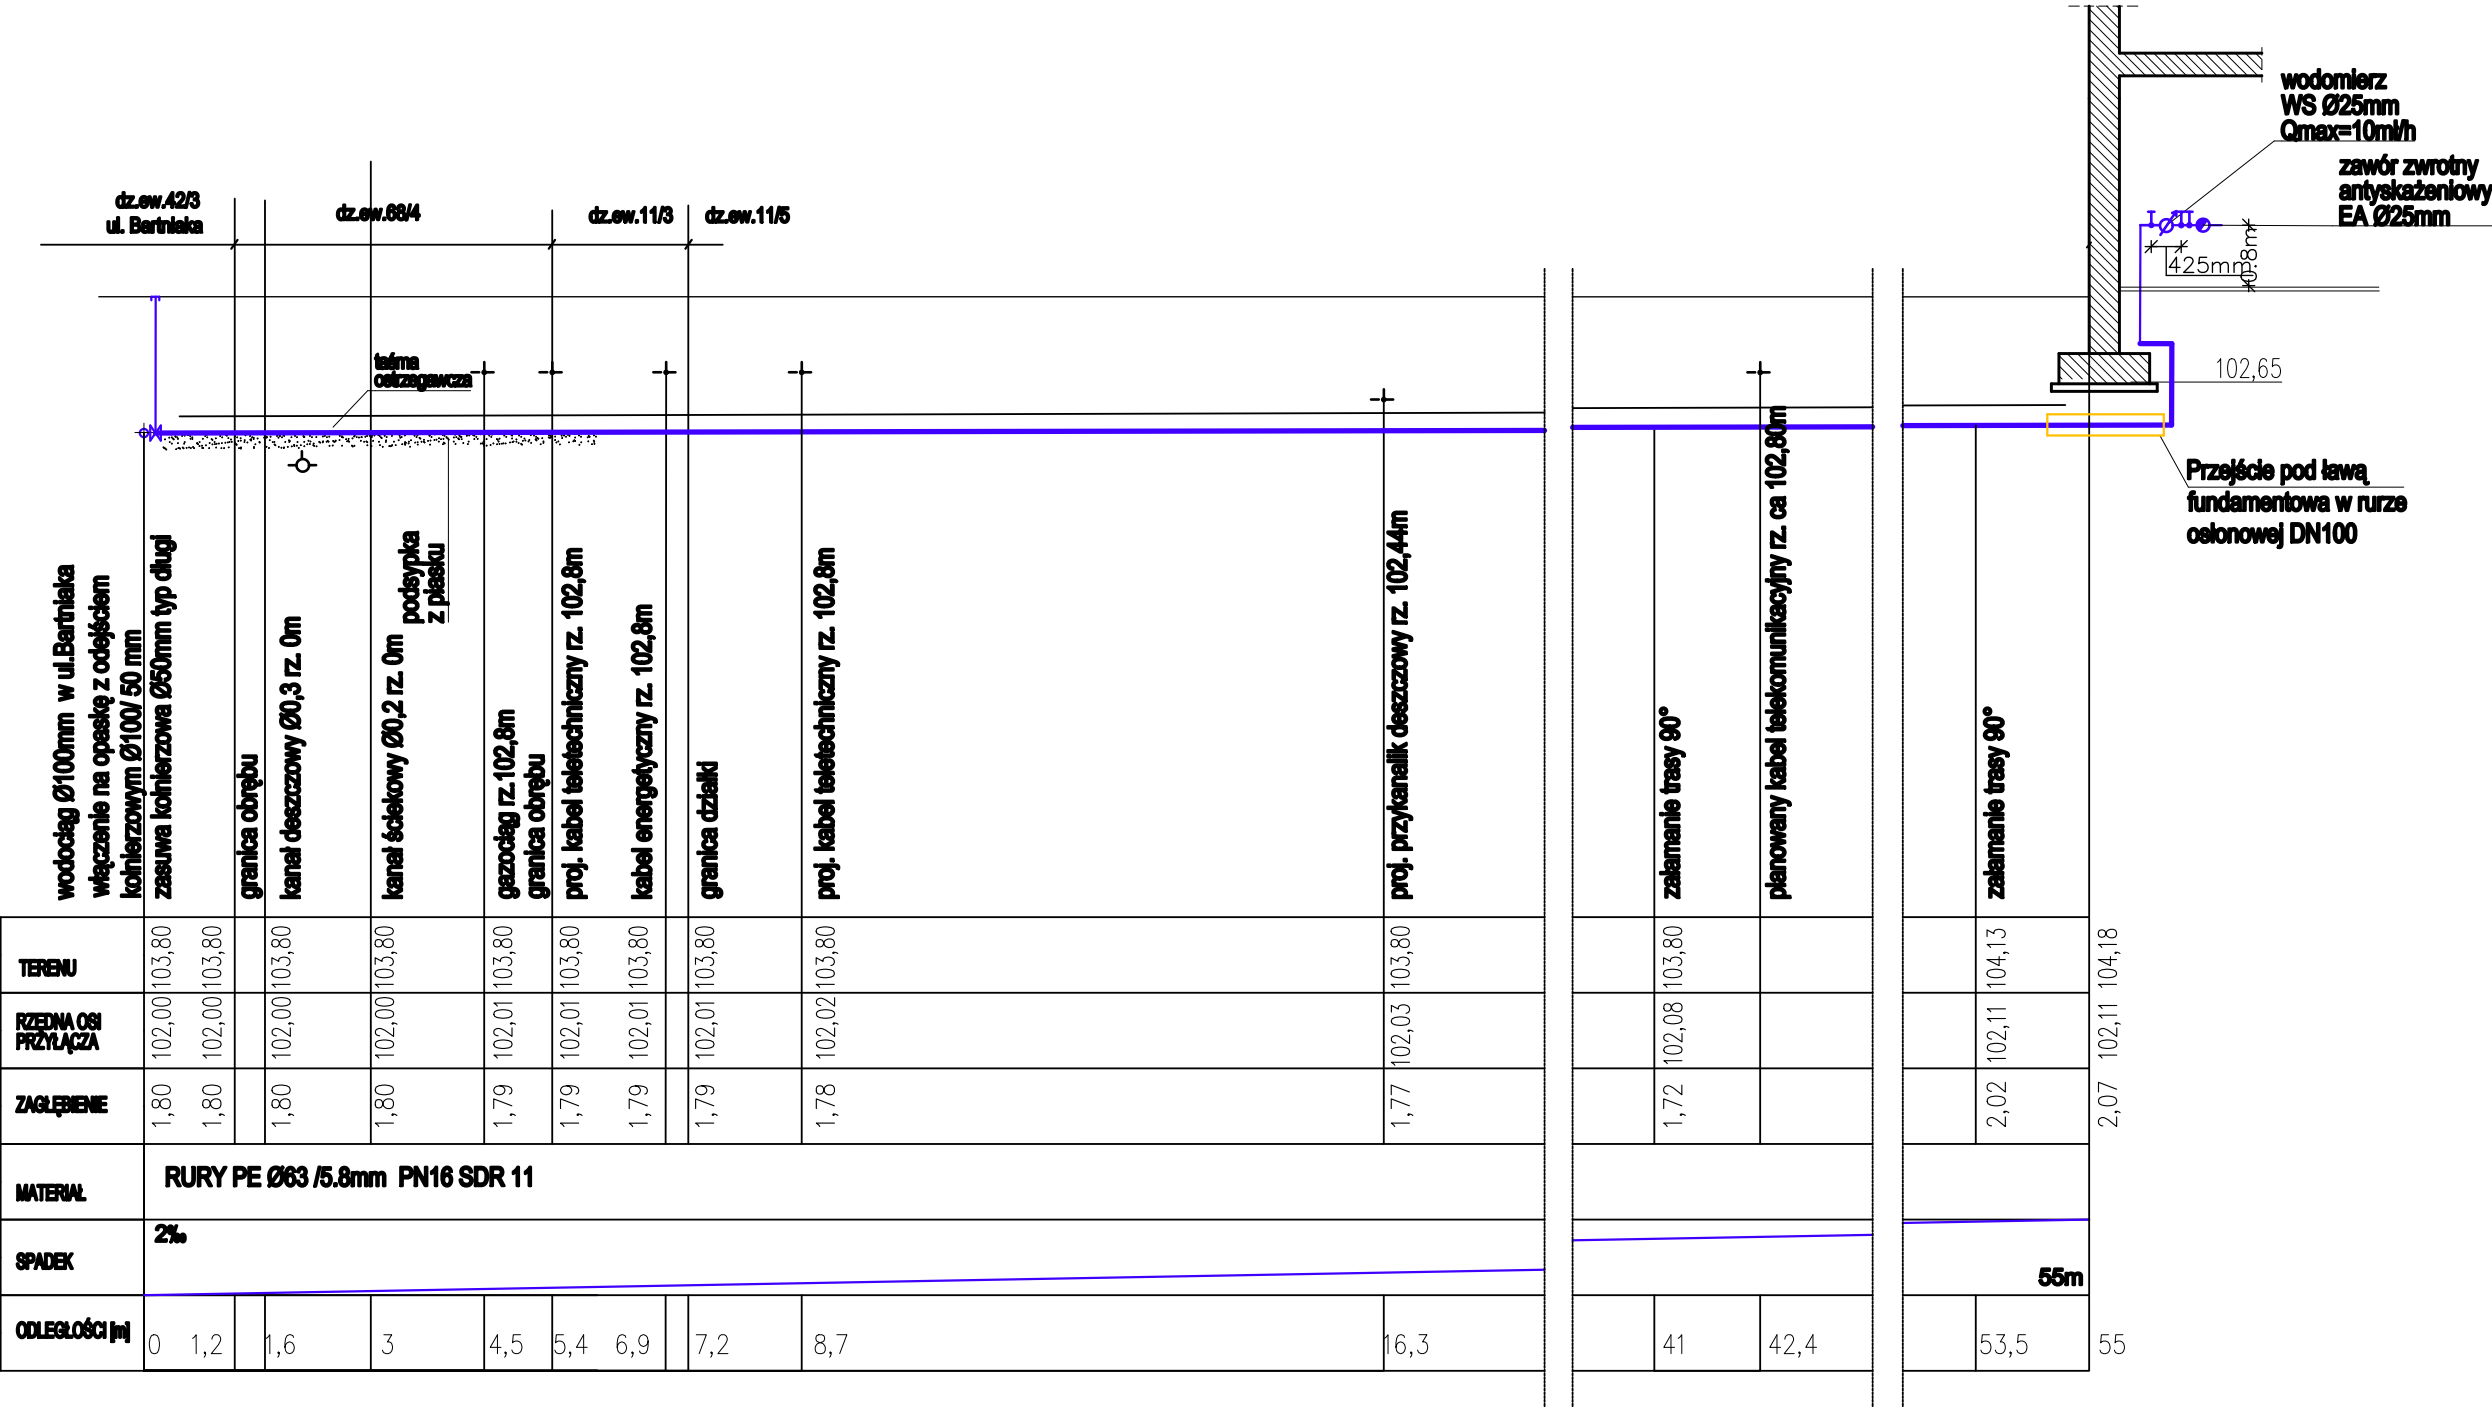 wodomierz
WS Ø25mm
Qmax=10ml/h
zawór zwrotny
antyskażeniowy
EA Ø25mm
dz.ew.42/3
ul. Bartniaka
dz.ew.68/4
dz.ew.11/3
dz.ew.11/5
425mm
0.8m
taśma
ostrzegawcza
102,65
Przejście pod ławą
fundamentowa w rurze
osłonowej DN100
wodociąg Ø100mm w ul.Bartniaka
włączenie na opaskę z odejściem
kołnierzowym Ø100/ 50 mm
zasuwa kołnierzowa Ø50mm typ długi
granica obrębu
kanał deszczowy Ø0,3 rz. 0m
kanał ściekowy Ø0,2 rz. 0m
podsypka
z piasku
gazociąg rz.102,8m
granica obrębu
proj. kabel teletechniczny rz. 102,8m
kabel energetyczny rz. 102,8m
granica działki
proj. kabel teletechniczny rz. 102,8m
proj. przykanalik deszczowy rz. 102,44m
załamanie trasy 90°
planowany kabel telekomunikacyjny rz. ca 102,80m
załamanie trasy 90°
TERENU 103,80 103,80 103,80 103,80 103,80 103,80 103,80 103,80 103,80 103,80 103,80 104,13 104,18
RZĘDNA OSI
PRZYŁĄCZA 102,00 102,00 102,00 102,00 102,01 102,01 102,01 102,01 102,02 102,03 102,08 102,11 102,11
ZAGŁĘBIENIE 1,80 1,80 1,80 1,80 1,79 1,79 1,79 1,79 1,78 1,77 1,72 2,02 2,07
MATERIAŁ RURY PE Ø63 /5.8mm PN16 SDR 11
SPADEK 2‰ 55m
ODLEGŁOŚCI [m] 0 1,2 1,6 3 4,5 5,4 6,9 7,2 8,7 16,3 41 42,4 53,5 55